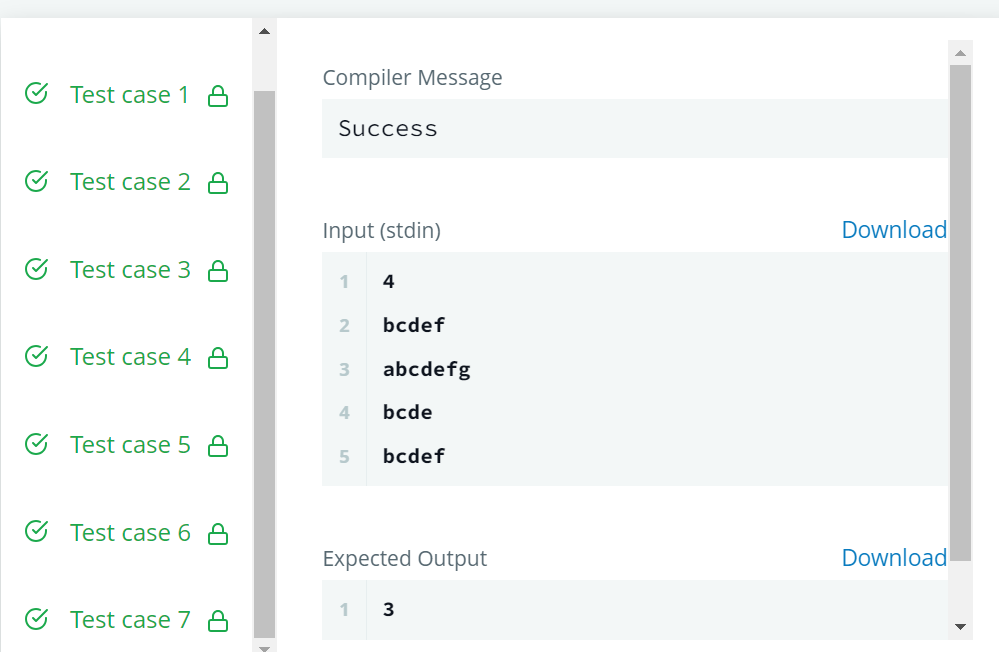 Test case 1
Test case 2
Test case 3
Test case 4
Test case 5
Test case 6
Test case 7
Compiler Message
Success
Input (stdin)
Download
1 4
2 bcdef
3 abcdefg
4 bcde
5 bcdef
Expected Output
Download
1 3